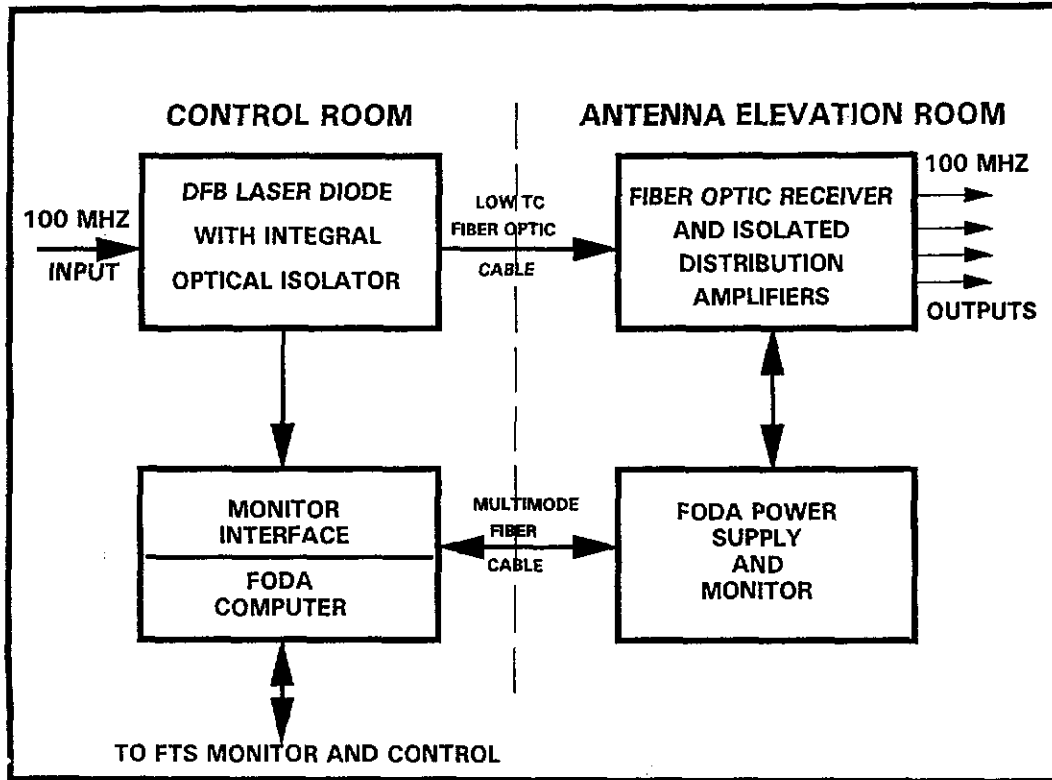 CONTROL ROOM
ANTENNA ELEVATION ROOM
100 MHZ
INPUT
DFB LASER DIODE
WITH INTEGRAL
OPTICAL ISOLATOR
LOW TC
FIBER OPTIC
CABLE
FIBER OPTIC RECEIVER
AND ISOLATED
DISTRIBUTION
AMPLIFIERS
100 MHZ
OUTPUTS
MONITOR
INTERFACE
FODA
COMPUTER
MULTIMODE
FIBER
CABLE
FODA POWER
SUPPLY
AND
MONITOR
TO FTS MONITOR AND CONTROL